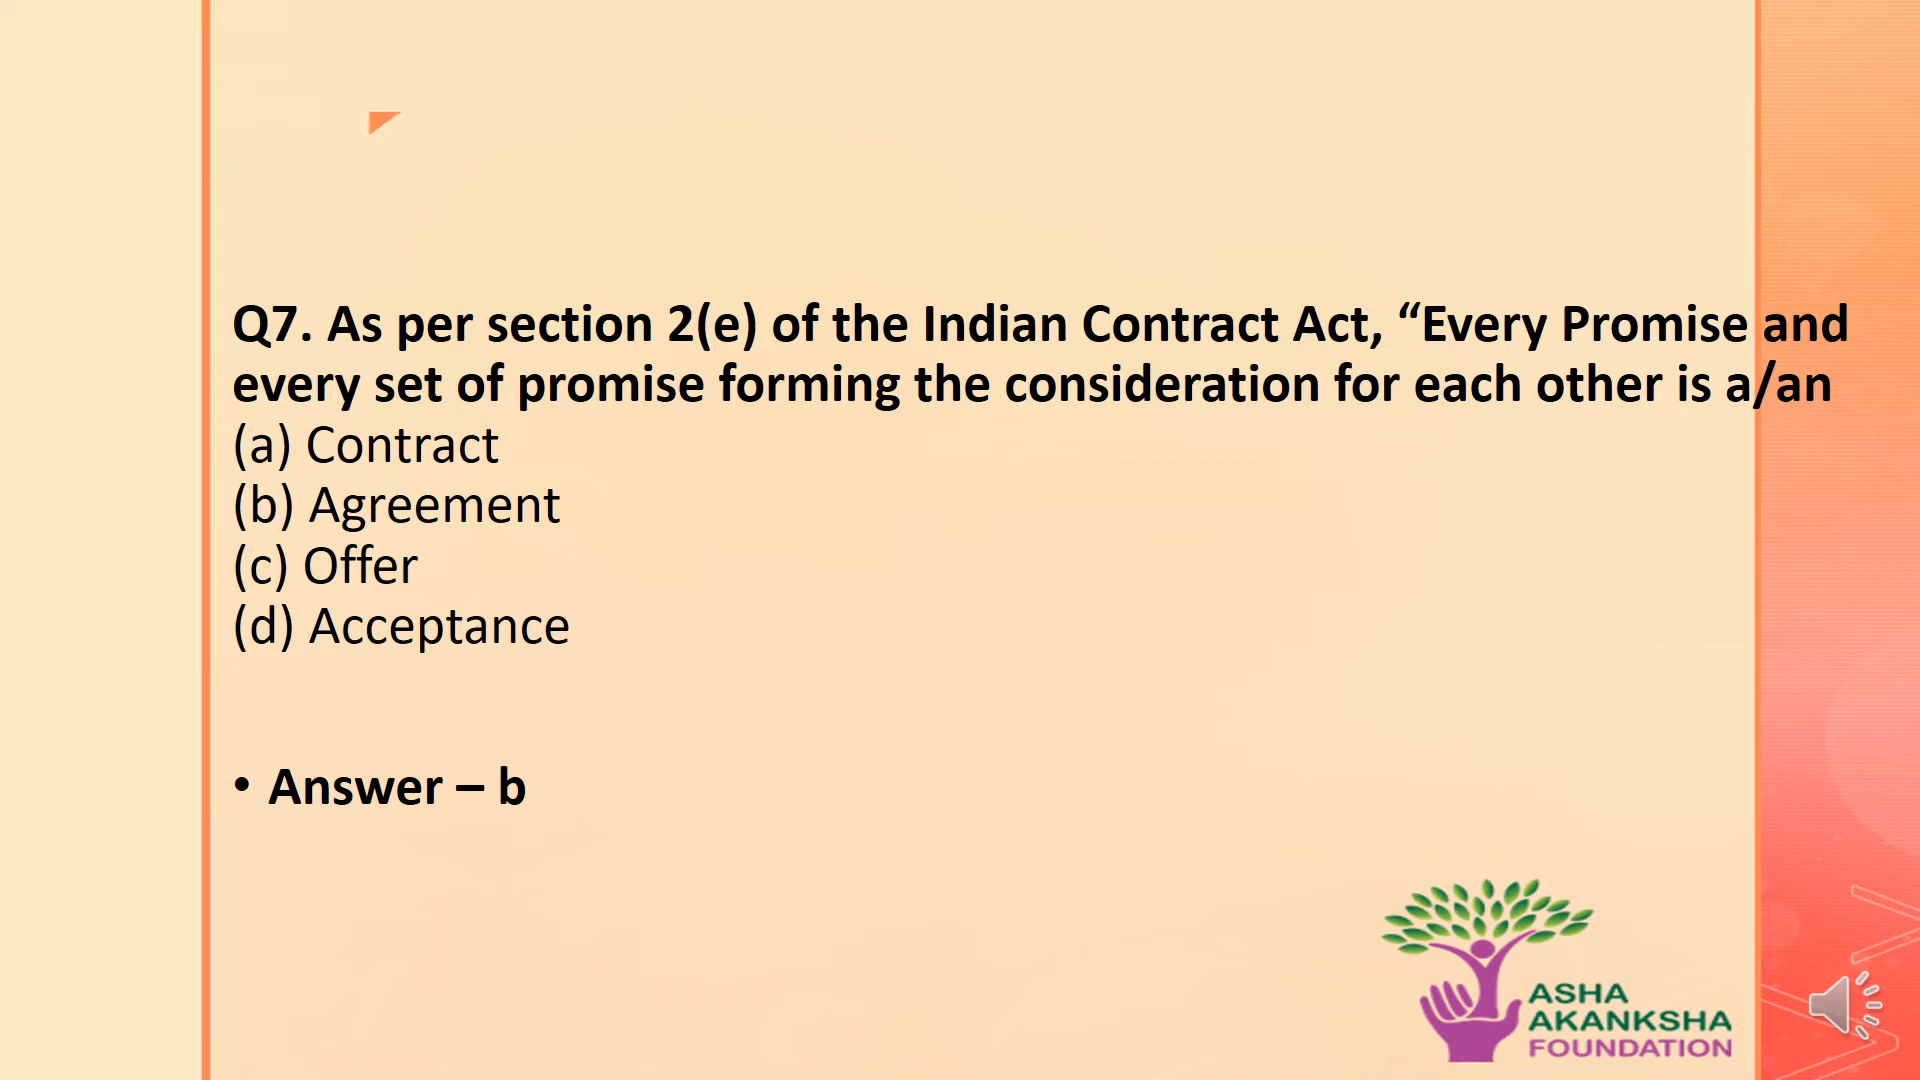 Q7. As per section 2(e) of the Indian Contract Act, “Every Promise and
every set of promise forming the consideration for each other is a/an
(a) Contract
(b) Agreement
(c) Offer
(d) Acceptance
• Answer – b
ASHA
AKANKSHA
FOUNDATION